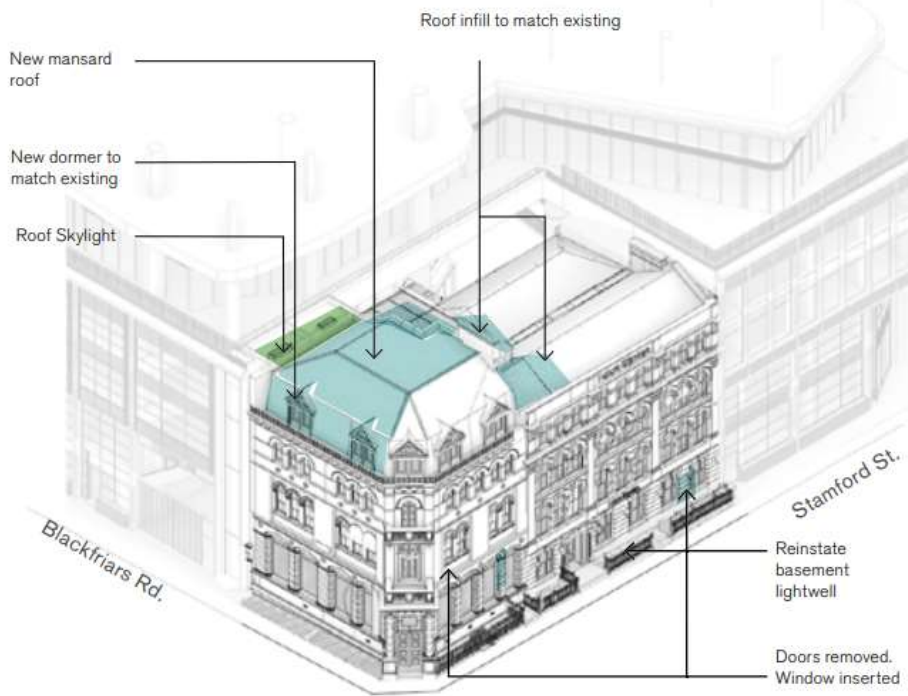 Roof infill to match existing
New mansard
roof
New dormer to
match existing
Roof Skylight
Stamford St.
Blackfriars Rd.
Reinstate
basement
lightwell
Doors removed.
Window inserted